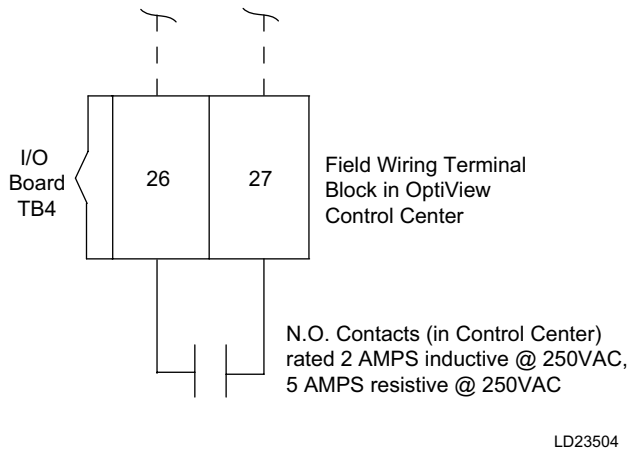 I/O
Board
TB4
26
27
Field Wiring Terminal
Block in OptiView
Control Center
N.O. Contacts (in Control Center)
rated 2 AMPS inductive @ 250VAC,
5 AMPS resistive @ 250VAC
LD23504